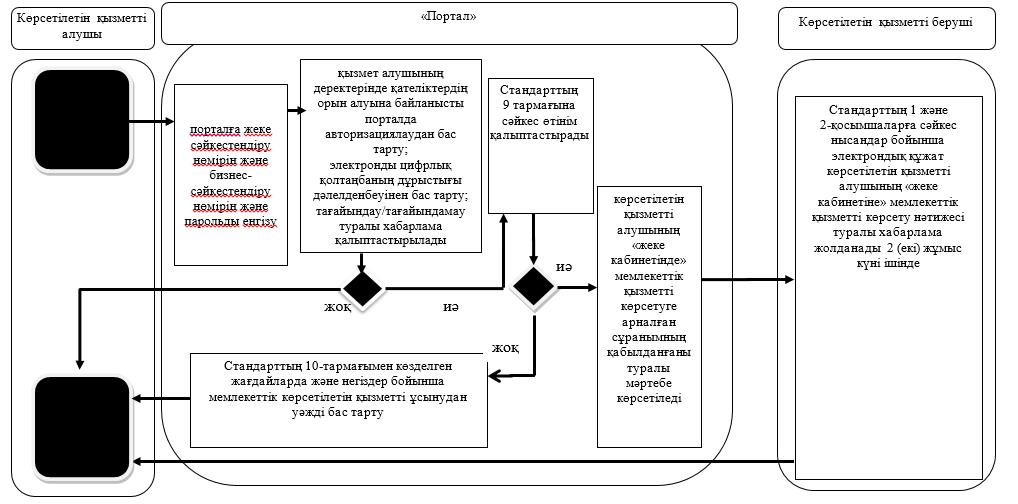 Көрсетілетін қызметті
алушы
«Портал»
Көрсетілетін қызметті беруші
порталға жеке
сәйкестендіру
нөмірін және
бизнес-
сәйкестендіру
нөмірін және
парольды енгізу
қызмет алушының
деректерінде қателіктердің
орын алуына байланысты
порталда
авторизациялаудан бас
тарту;
электронды цифрлық
қолтаңбаның дұрыстығы
дәлелденбеуінен бас тарту;
тағайындау/тағайындамау
туралы хабарлама
қалыптастырылады
Стандарттың
9 тармағына
сәйкес өтінім
қалыптастырады
көрсетілетін
қызметті
алушының
«жеке
кабинетінде»
мемлекеттік
қызметті
көрсетуге
арналған
сұранымның
қабылданғаны
туралы
мәртебе
көрсетіледі
Стандарттың 1 және
2-қосымшаларға сәйкес
нысандар бойынша
электрондық құжат
көрсетілетін қызметті
алушының «жеке
кабинетіне» мемлекеттік
қызметті көрсету нәтижесі
туралы хабарлама
жолданады 2 (екі) жұмыс
күні ішінде
иә
жоқ
иә
жоқ
Стандарттың 10-тармағымен көзделген
жағдайларда және негіздер бойынша
мемлекеттік көрсетілетін қызметті ұсынудан
уәжді бас тарту